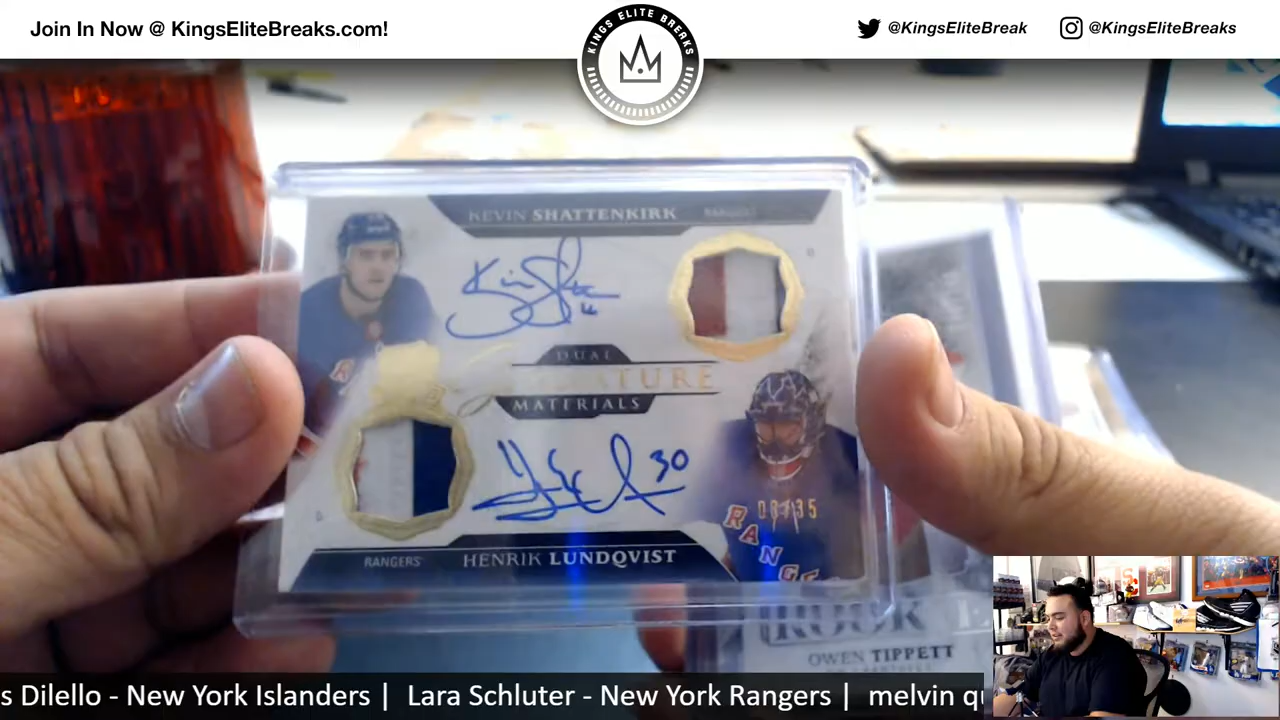 Join In Now @ KingsEliteBreaks.com!
KINGS ELITE BREAKS
@KingsEliteBreak
@KingsEliteBreaks
KEVIN SHATTENKIRK RANGERS
DUAL
MATERIALS
30
RANGERS HENRIK LUNDQVIST
OWEN TIPPETT
s Dilello - New York Islanders | Lara Schluter - New York Rangers | melvin